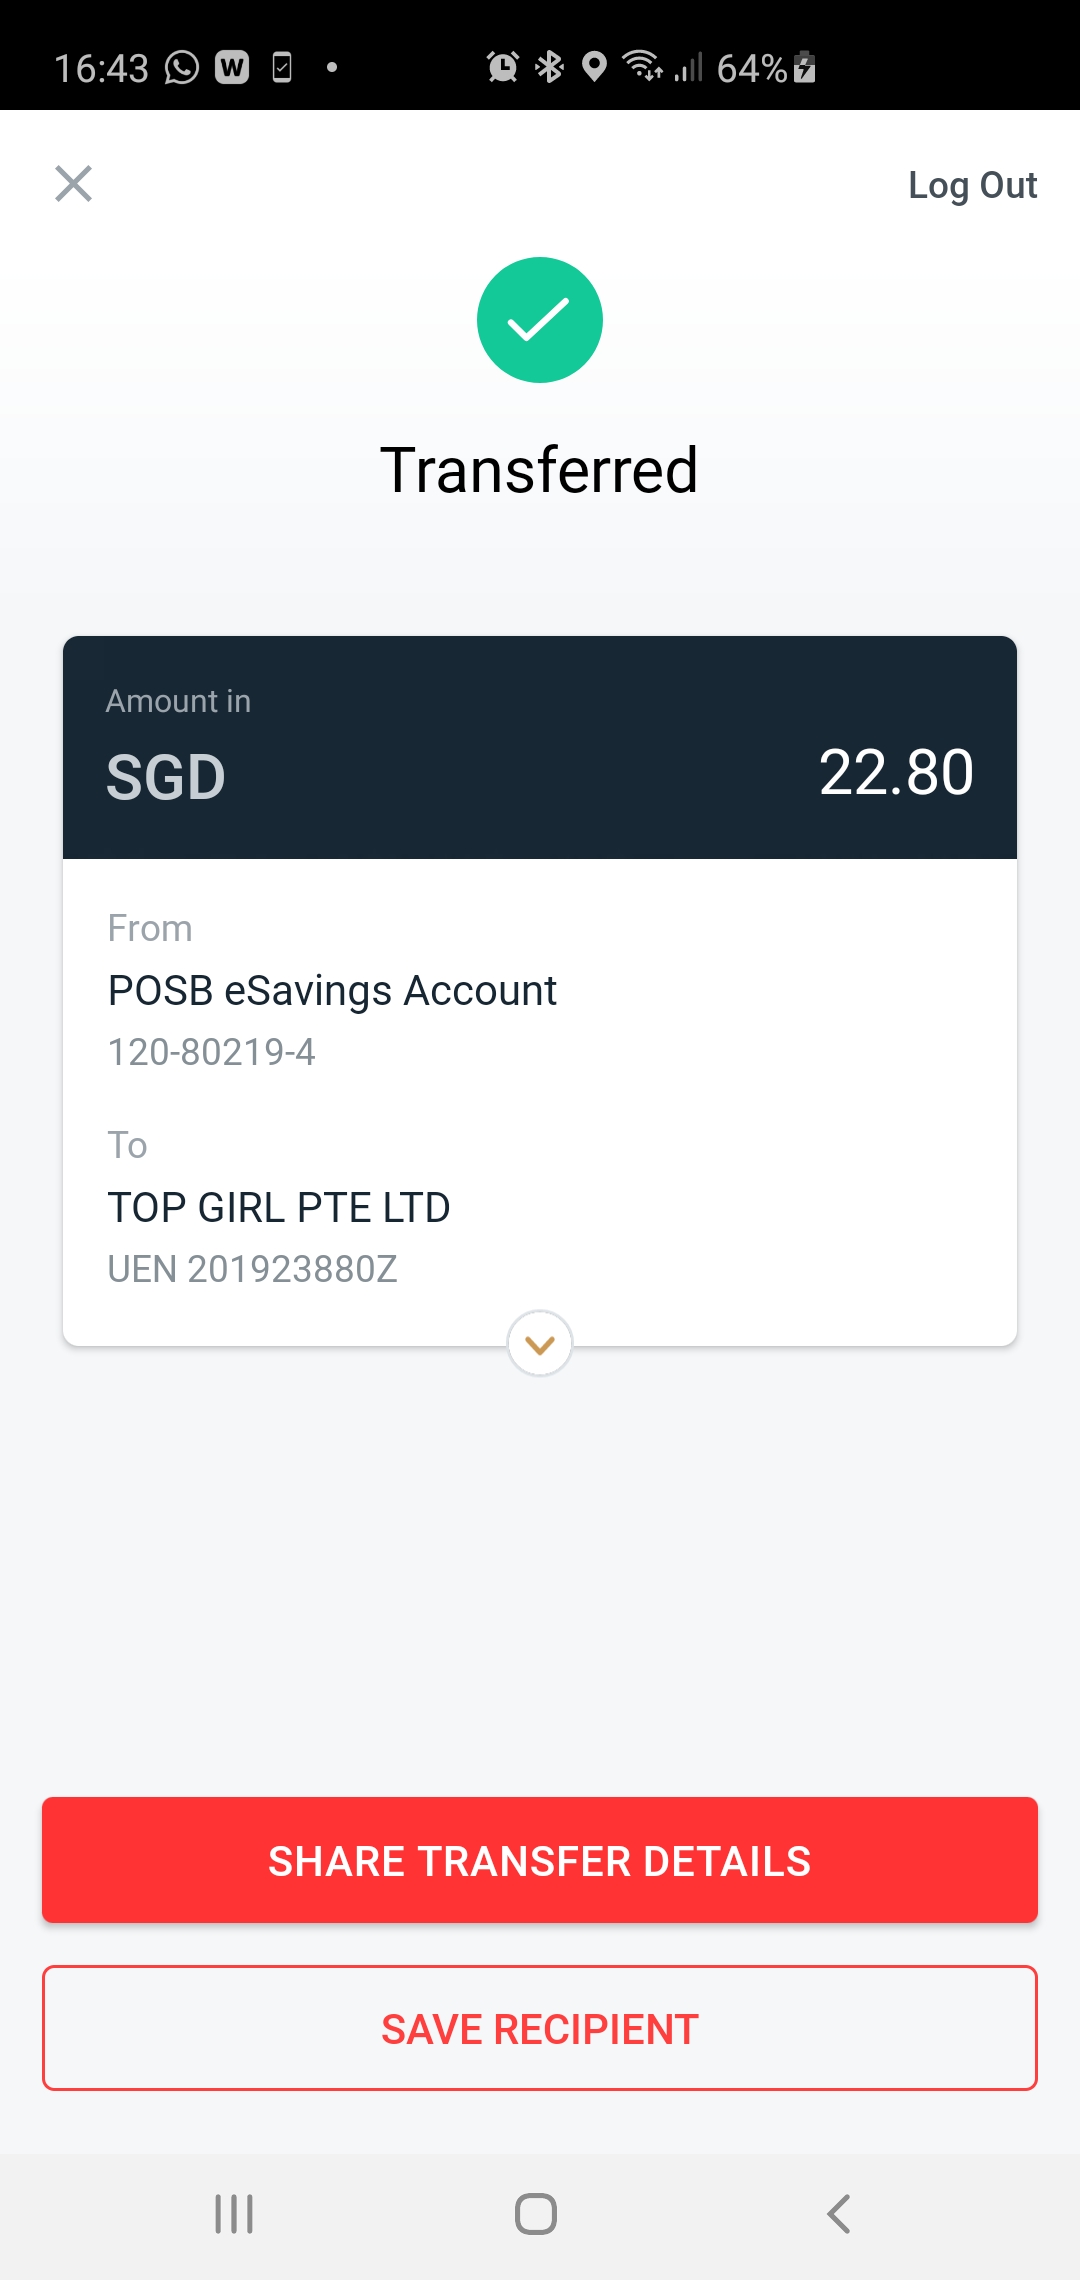 16:43 W 64%
Log Out
Transferred
Amount in
SGD 22.80
From
POSB eSavings Account
120-80219-4
To
TOP GIRL PTE LTD
UEN 201923880Z
SHARE TRANSFER DETAILS
SAVE RECIPIENT